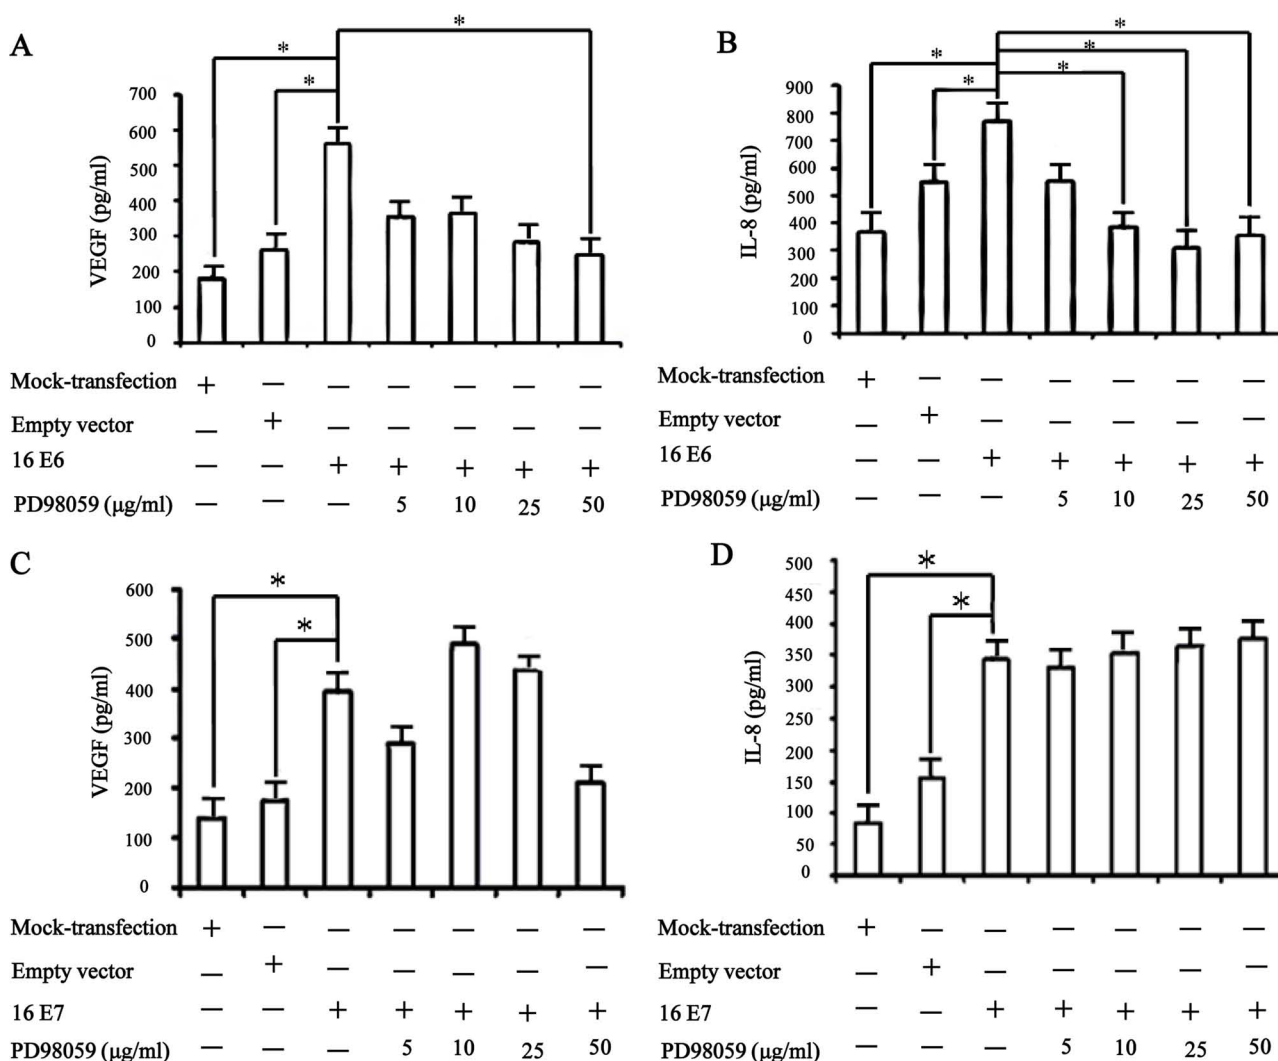 A
* * *
VEGF (pg/ml)
700
600
500
400
300
200
100
0
Mock-transfection + — — — — — —
Empty vector — + — — — — —
16 E6 — — + + + + +
PD98059 (μg/ml) — — — 5 10 25 50
B
* * * * *
IL-8 (pg/ml)
900
800
700
600
500
400
300
200
100
0
Mock-transfection + — — — — — —
Empty vector — + — — — — —
16 E6 — — + + + + +
PD98059 (μg/ml) — — — 5 10 25 50
C
* *
VEGF (pg/ml)
600
500
400
300
200
100
0
Mock-transfection + — — — — — —
Empty vector — + — — — — —
16 E7 — — + + + + +
PD98059 (μg/ml) — — — 5 10 25 50
D
* *
IL-8 (pg/ml)
500
450
400
350
300
250
200
150
100
50
0
Mock-transfection + — — — — — —
Empty vector — + — — — — —
16 E7 — — + + + + +
PD98059 (μg/ml) — — — 5 10 25 50